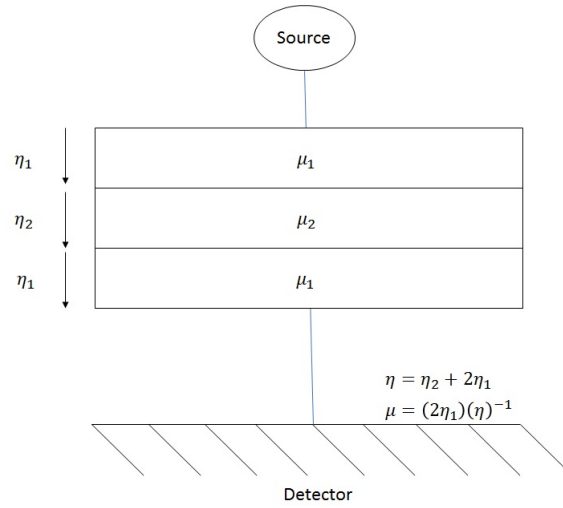 Source
η₁ μ₁
η₂ μ₂
η₁ μ₁
η = η₂ + 2η₁
μ = (2η₁)(η)⁻¹
Detector